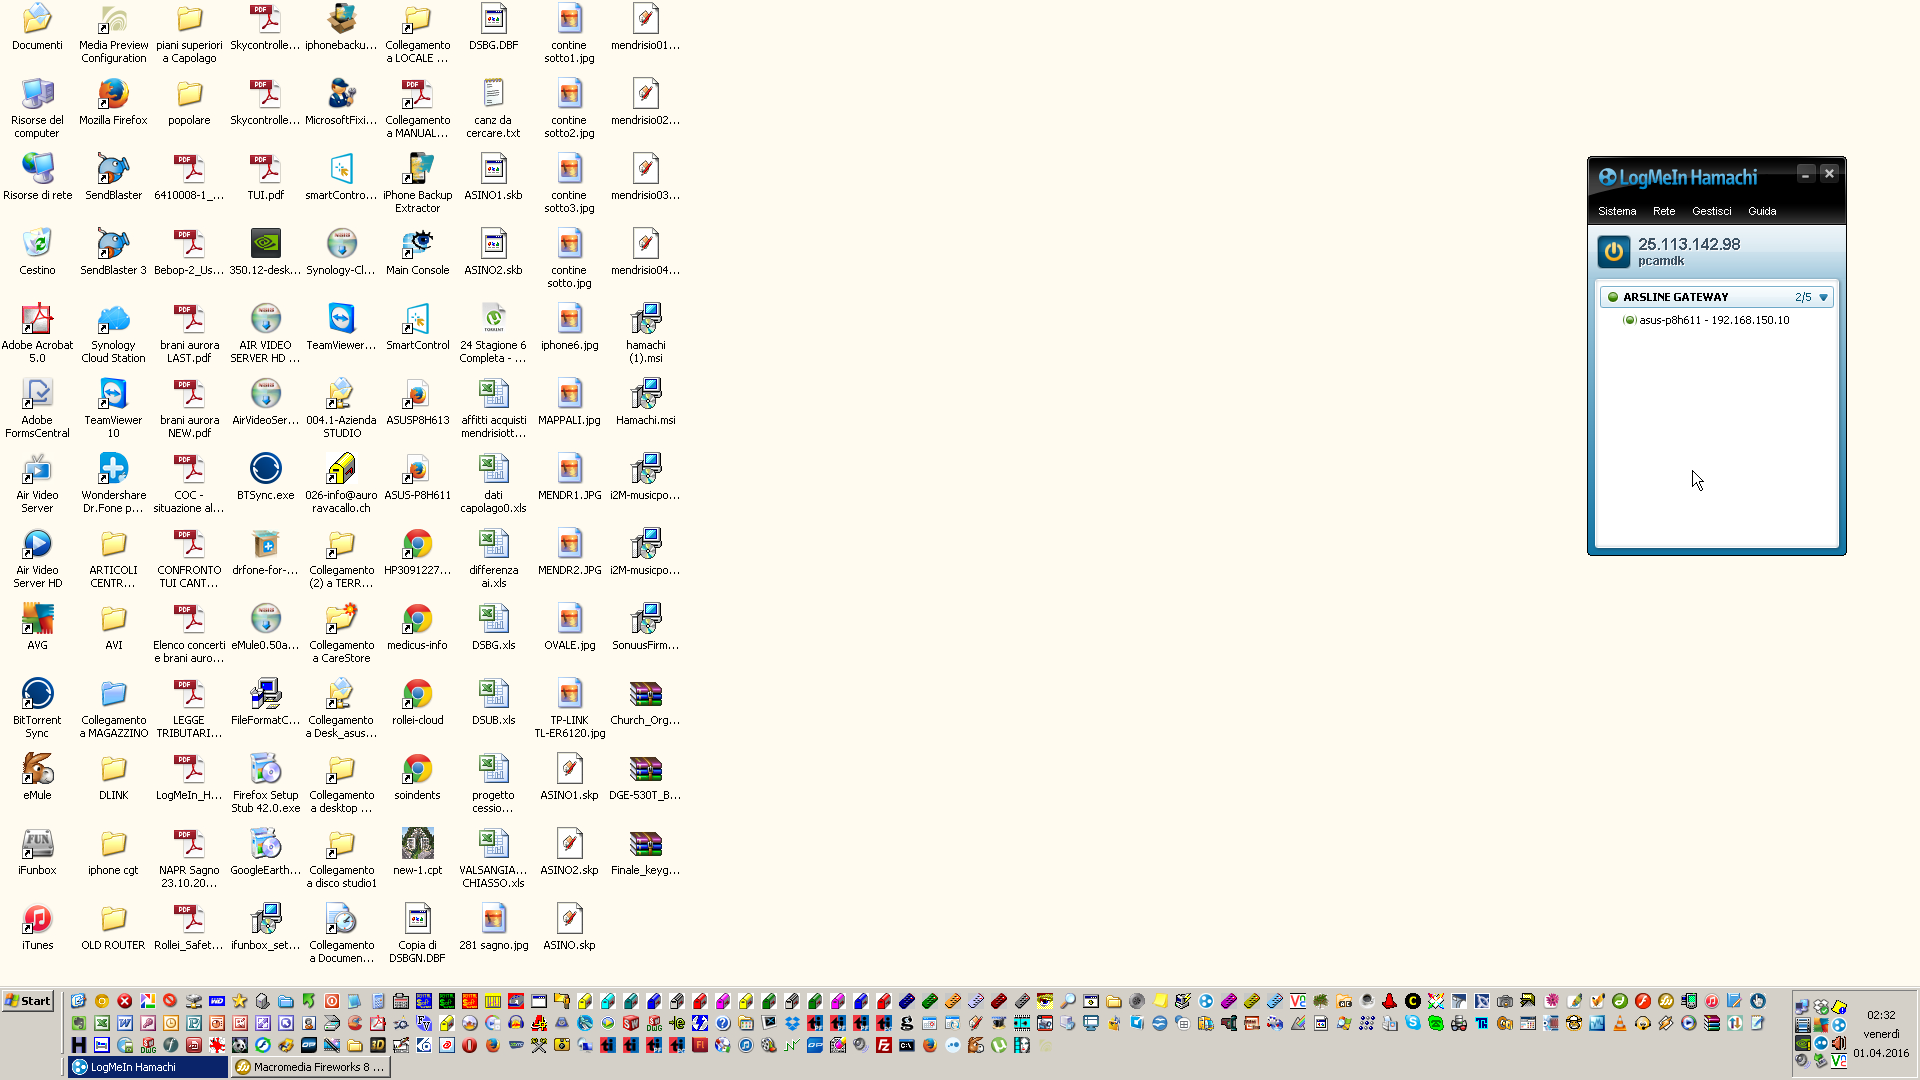 Documenti
Media Preview
Configuration
piani superiori
a Capolago
Skycontrolle...
iphonebacku...
Collegamento
a LOCALE ...
DSBG.DBF
contine
sotto1.jpg
mendrisio01...
Risorse del
computer
Mozilla Firefox
popolare
Skycontrolle...
MicrosoftFixi...
Collegamento
a MANUAL...
canz da
cercare.txt
contine
sotto2.jpg
mendrisio02...
Risorse di rete
SendBlaster
6410008-1_...
TUI.pdf
smartContro...
iPhone Backup
Extractor
ASINO1.skb
contine
sotto3.jpg
mendrisio03...
Cestino
SendBlaster 3
Bebop-2_Us...
350.12-desk...
Synology-Cl...
Main Console
ASINO2.skb
contine
sotto.jpg
mendrisio04...
Adobe Acrobat
5.0
Synology
Cloud Station
brani aurora
LAST.pdf
AIR VIDEO
SERVER HD ...
TeamViewer...
SmartControl
24 Stagione 6
Completa - ...
iphone6.jpg
hamachi
(1).msi
Adobe
FormsCentral
TeamViewer
10
brani aurora
NEW.pdf
AirVideoSer...
004.1-Azienda
STUDIO
ASUSP8H613
affitti acquisti
mendrisiott...
MAPPALI.jpg
Hamachi.msi
Air Video
Server
Wondershare
Dr.Fone p...
COC -
situazione al...
BTSync.exe
026-info@auro
ravacallo.ch
ASUS-P8H611
dati
capolago0.xls
MENDR1.JPG
i2M-musicpo...
Air Video
Server HD
ARTICOLI
CENTR...
CONFRONTO
TUI CANT...
drfone-for-...
Collegamento
(2) a TERR...
HP3091227...
differenza
ai.xls
MENDR2.JPG
i2M-musicpo...
AVG
AVI
Elenco concerti
e brani auro...
eMule0.50a...
Collegamento
a CareStore
medicus-info
DSBG.xls
OVALE.jpg
SonuusFirm...
BitTorrent
Sync
Collegamento
a MAGAZZINO
LEGGE
TRIBUTARI...
FileFormatC...
Collegamento
a Desk_asus...
rollei-cloud
DSUB.xls
TP-LINK
TL-ER6120.jpg
Church_Org...
eMule
DLINK
LogMeIn_H...
Firefox Setup
Stub 42.0.exe
Collegamento
a desktop ...
soindents
progetto
cessio...
ASINO1.skp
DGE-530T_B...
iFunbox
iphone cgt
NAPR Sagno
23.10.20...
GoogleEarth...
Collegamento
a disco studio1
new-1.cpt
VALSANGIA...
CHIASSO.xls
ASINO2.skp
Finale_keyg...
iTunes
OLD ROUTER
Rollei_Safet...
ifunbox_set...
Collegamento
a Documen...
Copia di
DSBGN.DBF
281 sagno.jpg
ASINO.skp
LogMeIn Hamachi
Sistema Rete Gestisci Guida
25.113.142.98
pcamdk
ARSLINE GATEWAY 2/5
asus-p8h611 - 192.168.150.10
Start
LogMeIn Hamachi
Macromedia Fireworks 8 ...
02:32
venerdì
01.04.2016